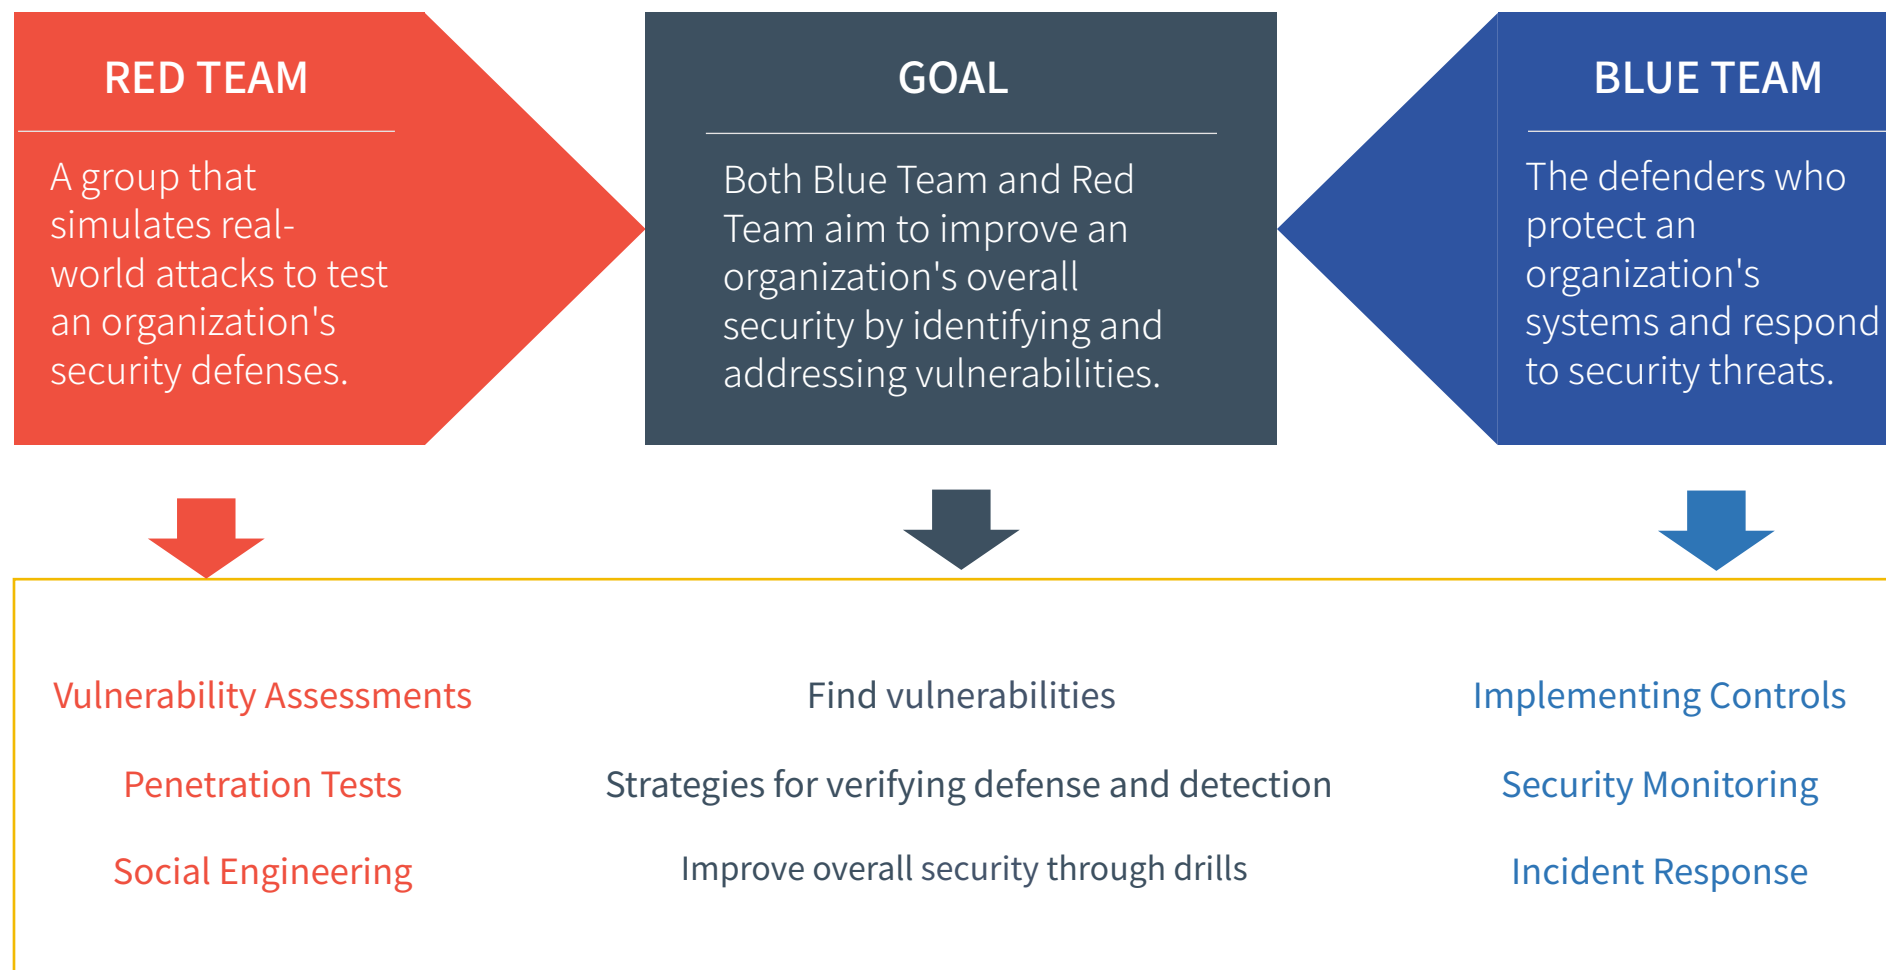 RED TEAM
A group that
simulates real-
world attacks to test
an organization's
security defenses.
GOAL
Both Blue Team and Red
Team aim to improve an
organization's overall
security by identifying and
addressing vulnerabilities.
BLUE TEAM
The defenders who
protect an
organization's
systems and respond
to security threats.
Vulnerability Assessments
Penetration Tests
Social Engineering
Find vulnerabilities
Strategies for verifying defense and detection
Improve overall security through drills
Implementing Controls
Security Monitoring
Incident Response